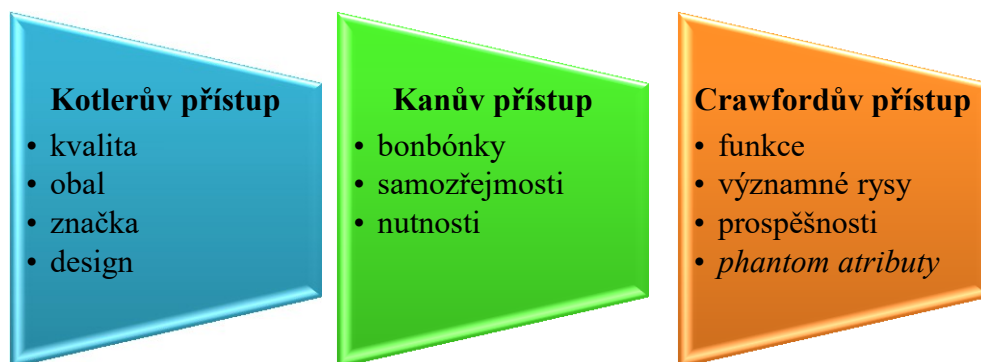 Kotlerův přístup
• kvalita
• obal
• značka
• design
Kanův přístup
• bonbónky
• samozřejmosti
• nutnosti
Crawfordův přístup
• funkce
• významné rysy
• prospěšnosti
• phantom atributy